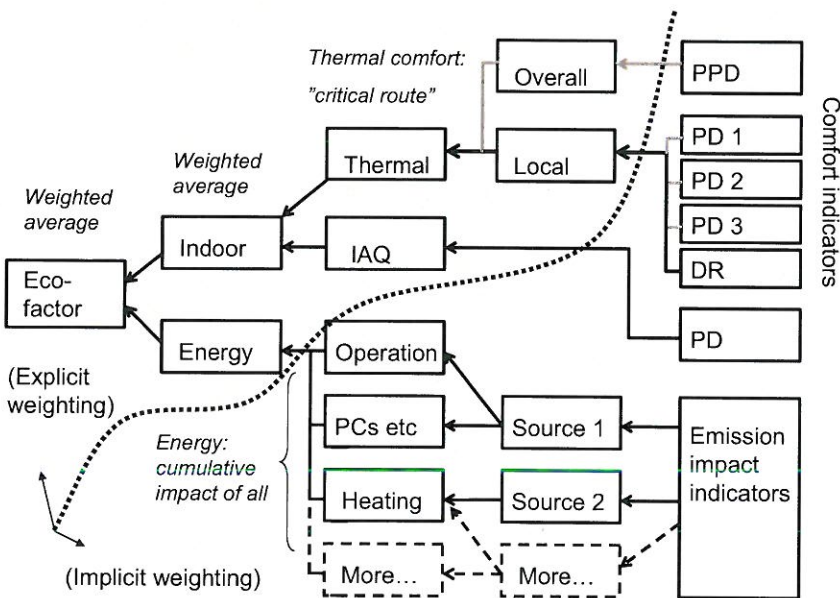 Thermal comfort:
"critical route"
Overall
PPD
Comfort indicators
Weighted
average
Thermal
Local
PD 1
PD 2
PD 3
DR
Weighted
average
Indoor
IAQ
Eco-
factor
Energy
Operation
PD
(Explicit
weighting)
Energy:
cumulative
impact of all
PCs etc
Source 1
Emission
impact
indicators
Heating
Source 2
More...
More...
(Implicit weighting)